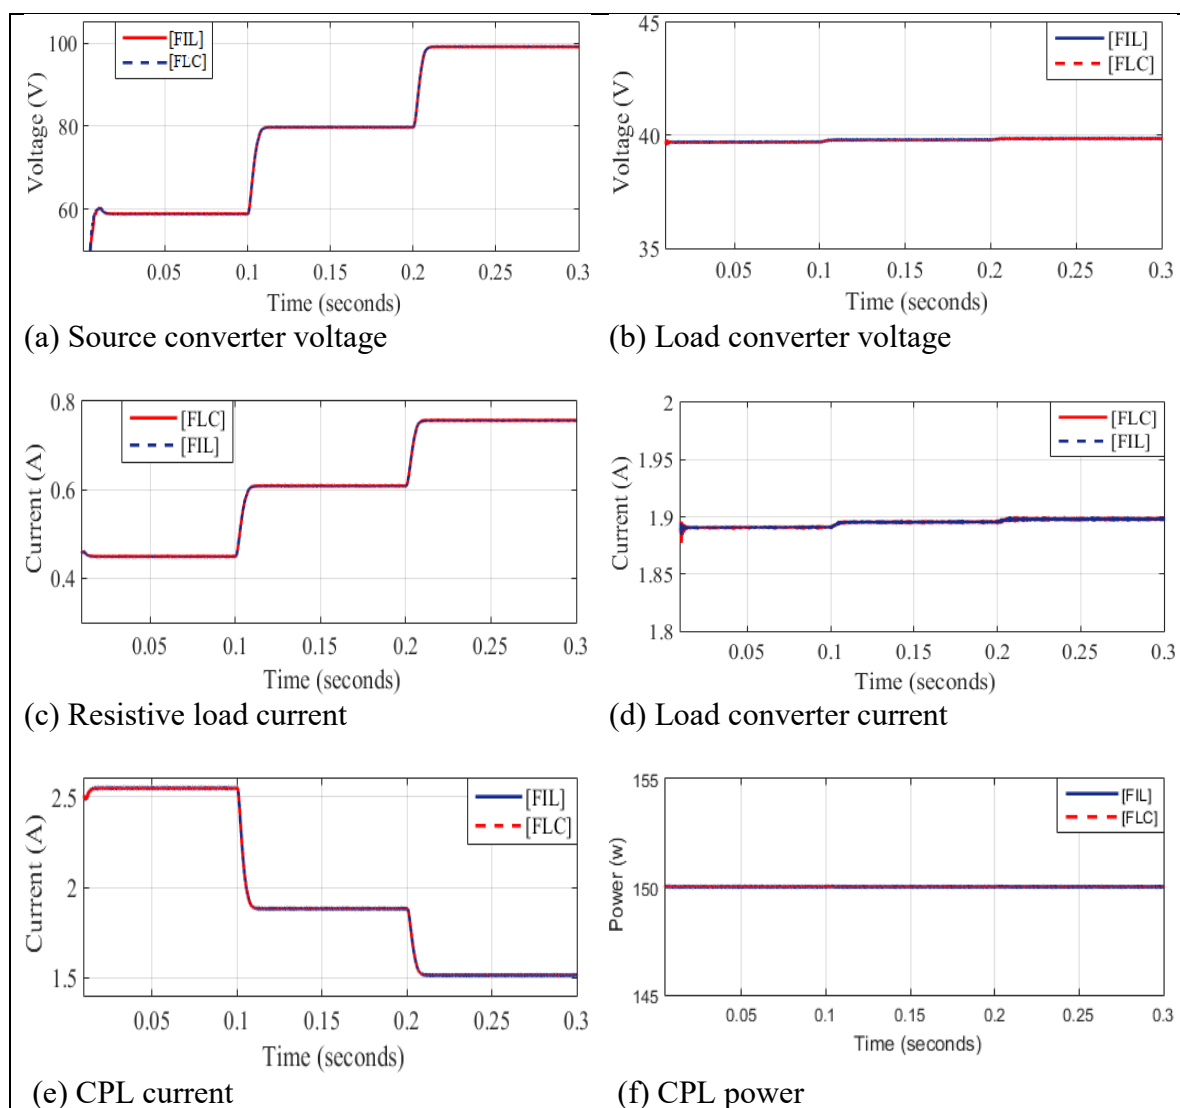 100
80
60
Voltage (V)
[FIL]
[FLC]
0.05 0.1 0.15 0.2 0.25 0.3
Time (seconds)
(a) Source converter voltage
45
40
35
Voltage (V)
[FIL]
[FLC]
0.05 0.1 0.15 0.2 0.25 0.3
Time (seconds)
(b) Load converter voltage
0.8
0.6
0.4
Current (A)
[FLC]
[FIL]
0.05 0.1 0.15 0.2 0.25 0.3
Time (seconds)
(c) Resistive load current
2
1.95
1.9
1.85
1.8
Current (A)
[FLC]
[FIL]
0.05 0.1 0.15 0.2 0.25 0.3
Time (seconds)
(d) Load converter current
2.5
2
1.5
Current (A)
[FIL]
[FLC]
0.05 0.1 0.15 0.2 0.25 0.3
Time (seconds)
(e) CPL current
155
150
145
Power (w)
[FIL]
[FLC]
0.05 0.1 0.15 0.2 0.25 0.3
Time (seconds)
(f) CPL power